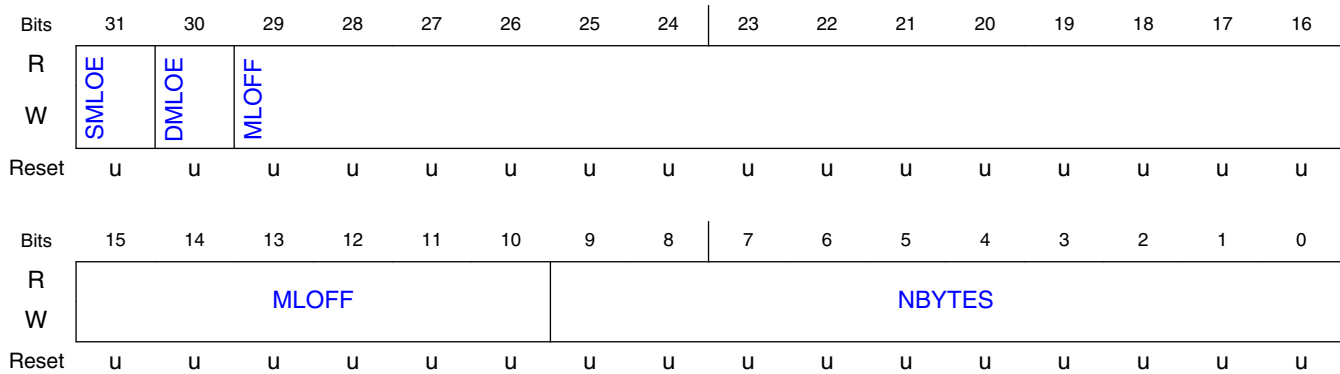 Bits 31 30 29 28 27 26 25 24 23 22 21 20 19 18 17 16
R
SMLOE DMLOE MLOFF
W
Reset u u u u u u u u u u u u u u u u
Bits 15 14 13 12 11 10 9 8 7 6 5 4 3 2 1 0
R
MLOFF NBYTES
W
Reset u u u u u u u u u u u u u u u u